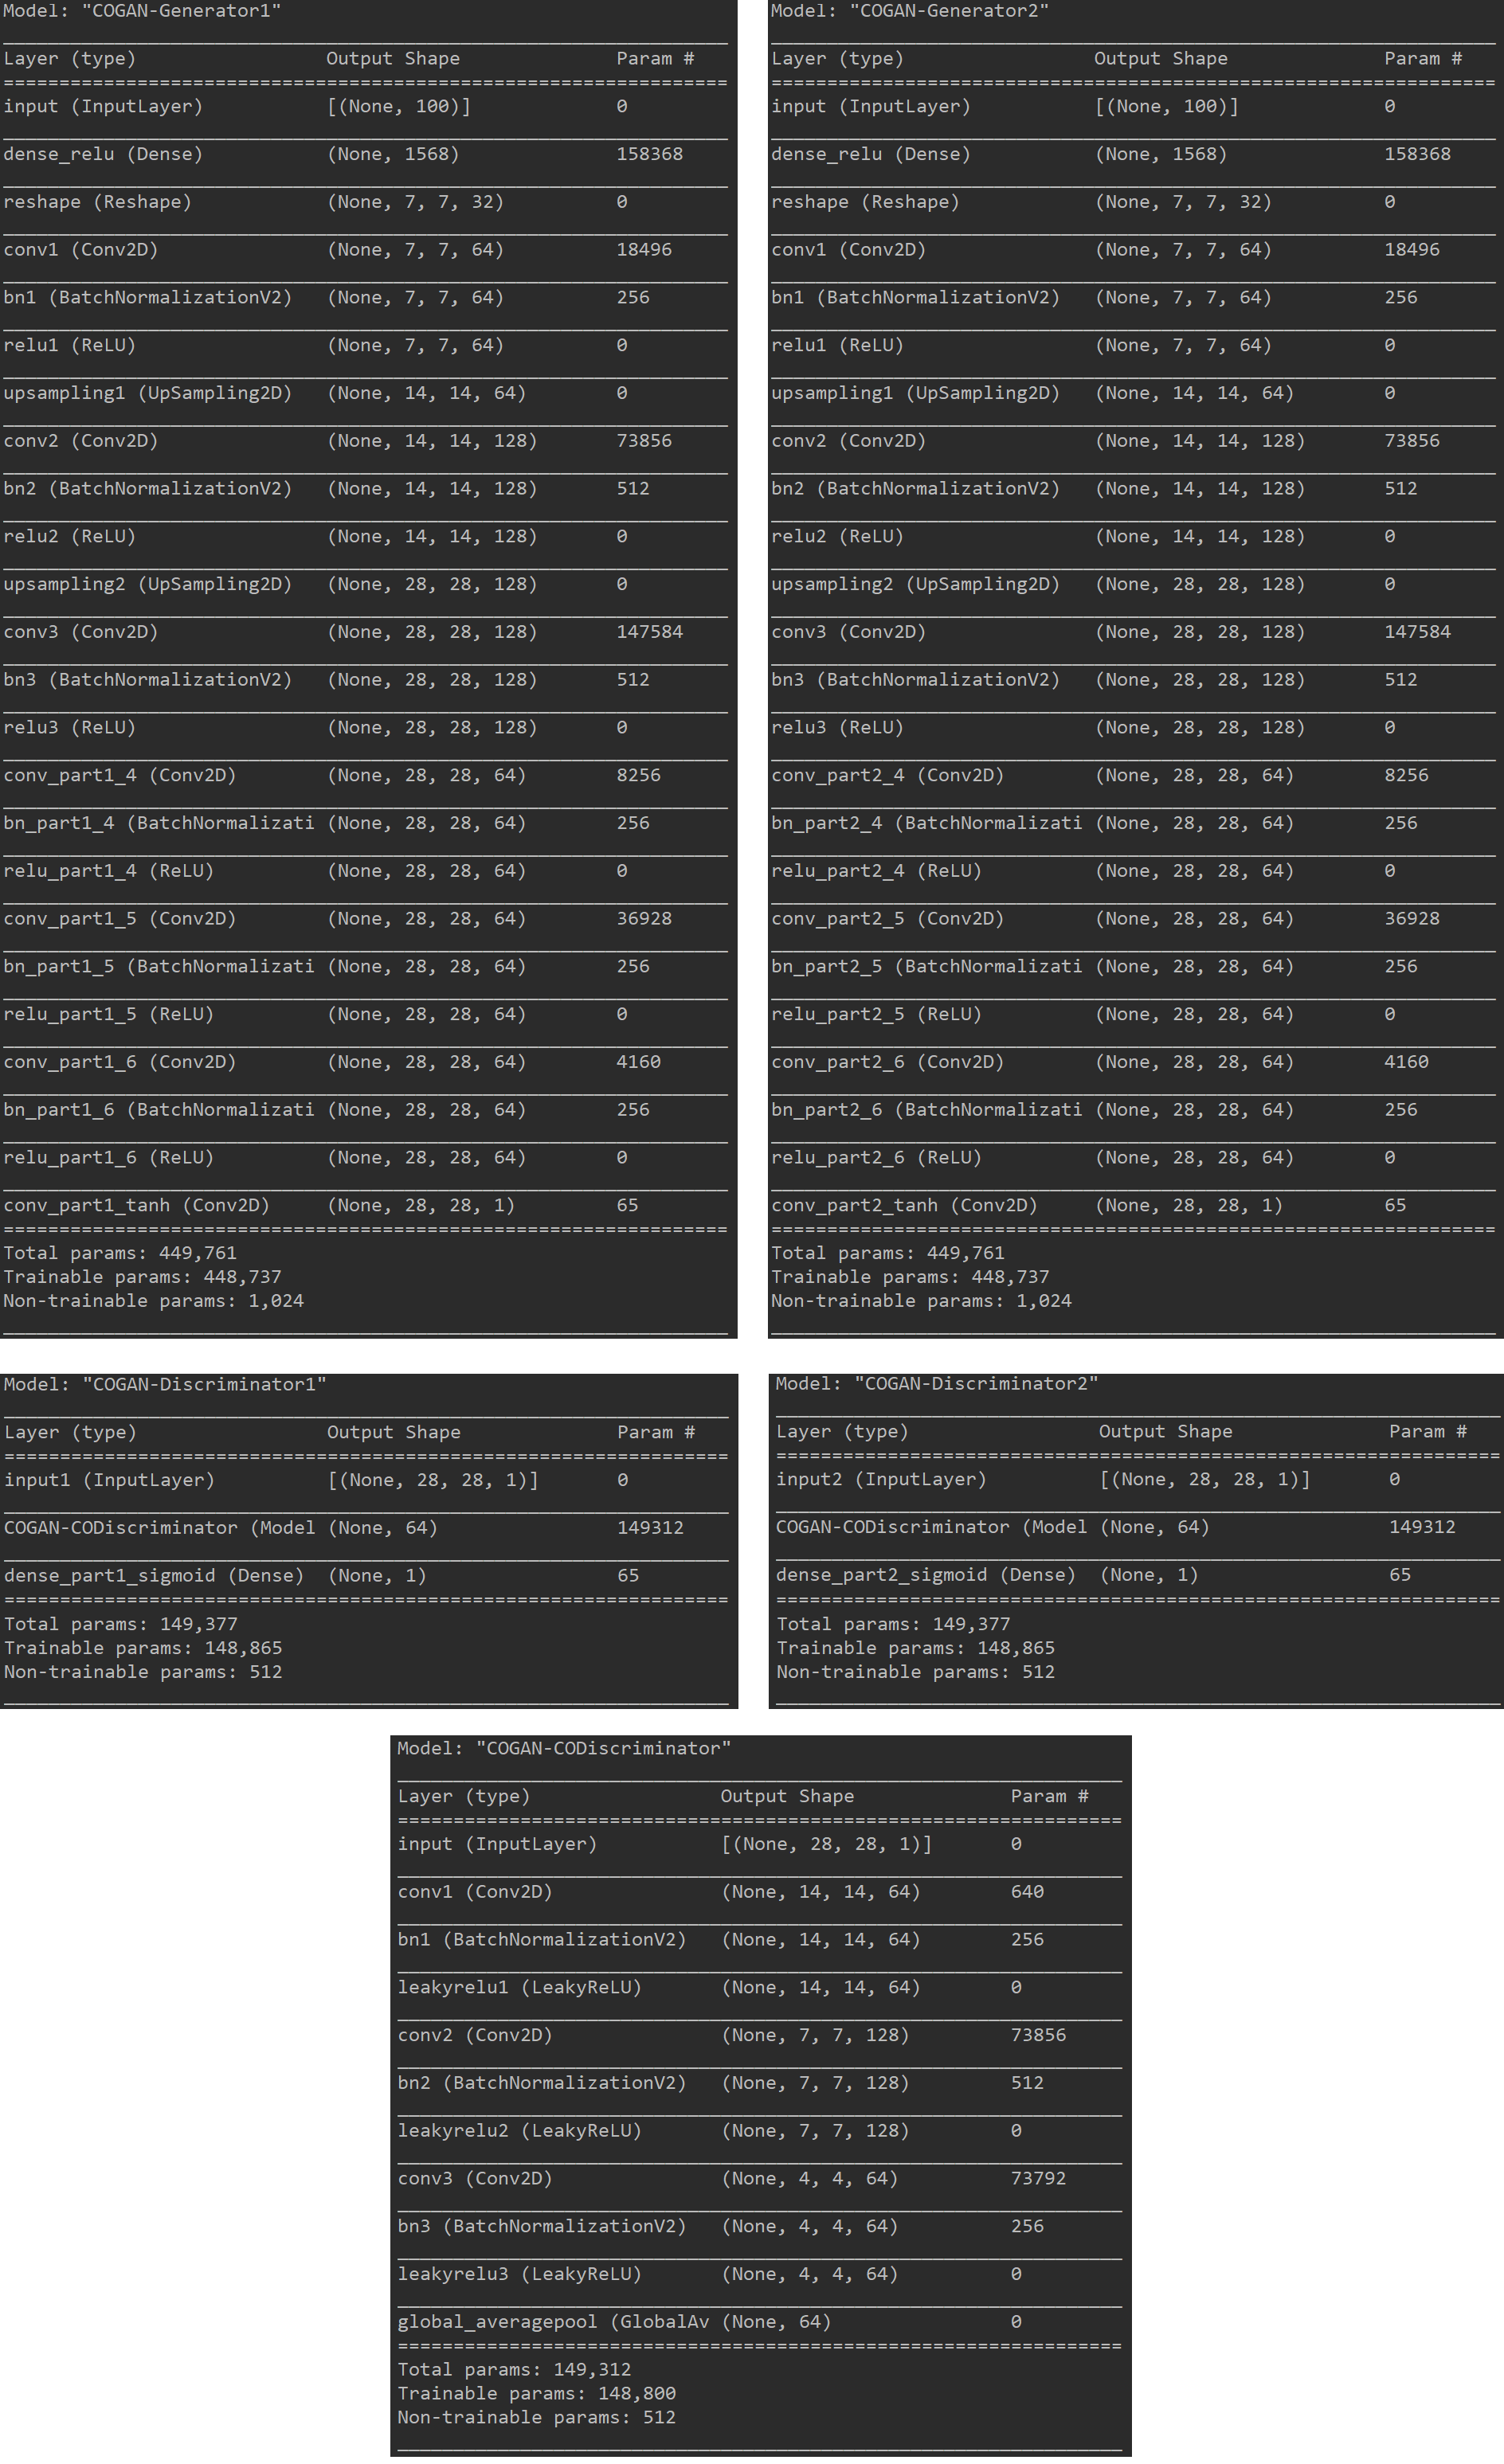 Model: "COGAN-Generator1"
Layer (type) Output Shape Param #
=================================================================
input (InputLayer) [(None, 100)] 0
dense_relu (Dense) (None, 1568) 158368
reshape (Reshape) (None, 7, 7, 32) 0
conv1 (Conv2D) (None, 7, 7, 64) 18496
bn1 (BatchNormalizationV2) (None, 7, 7, 64) 256
relu1 (ReLU) (None, 7, 7, 64) 0
upsampling1 (UpSampling2D) (None, 14, 14, 64) 0
conv2 (Conv2D) (None, 14, 14, 128) 73856
bn2 (BatchNormalizationV2) (None, 14, 14, 128) 512
relu2 (ReLU) (None, 14, 14, 128) 0
upsampling2 (UpSampling2D) (None, 28, 28, 128) 0
conv3 (Conv2D) (None, 28, 28, 128) 147584
bn3 (BatchNormalizationV2) (None, 28, 28, 128) 512
relu3 (ReLU) (None, 28, 28, 128) 0
conv_part1_4 (Conv2D) (None, 28, 28, 64) 8256
bn_part1_4 (BatchNormalizati (None, 28, 28, 64) 256
relu_part1_4 (ReLU) (None, 28, 28, 64) 0
conv_part1_5 (Conv2D) (None, 28, 28, 64) 36928
bn_part1_5 (BatchNormalizati (None, 28, 28, 64) 256
relu_part1_5 (ReLU) (None, 28, 28, 64) 0
conv_part1_6 (Conv2D) (None, 28, 28, 64) 4160
bn_part1_6 (BatchNormalizati (None, 28, 28, 64) 256
relu_part1_6 (ReLU) (None, 28, 28, 64) 0
conv_part1_tanh (Conv2D) (None, 28, 28, 1) 65
=================================================================
Total params: 449,761
Trainable params: 448,737
Non-trainable params: 1,024
Model: "COGAN-Generator2"
Layer (type) Output Shape Param #
=================================================================
input (InputLayer) [(None, 100)] 0
dense_relu (Dense) (None, 1568) 158368
reshape (Reshape) (None, 7, 7, 32) 0
conv1 (Conv2D) (None, 7, 7, 64) 18496
bn1 (BatchNormalizationV2) (None, 7, 7, 64) 256
relu1 (ReLU) (None, 7, 7, 64) 0
upsampling1 (UpSampling2D) (None, 14, 14, 64) 0
conv2 (Conv2D) (None, 14, 14, 128) 73856
bn2 (BatchNormalizationV2) (None, 14, 14, 128) 512
relu2 (ReLU) (None, 14, 14, 128) 0
upsampling2 (UpSampling2D) (None, 28, 28, 128) 0
conv3 (Conv2D) (None, 28, 28, 128) 147584
bn3 (BatchNormalizationV2) (None, 28, 28, 128) 512
relu3 (ReLU) (None, 28, 28, 128) 0
conv_part2_4 (Conv2D) (None, 28, 28, 64) 8256
bn_part2_4 (BatchNormalizati (None, 28, 28, 64) 256
relu_part2_4 (ReLU) (None, 28, 28, 64) 0
conv_part2_5 (Conv2D) (None, 28, 28, 64) 36928
bn_part2_5 (BatchNormalizati (None, 28, 28, 64) 256
relu_part2_5 (ReLU) (None, 28, 28, 64) 0
conv_part2_6 (Conv2D) (None, 28, 28, 64) 4160
bn_part2_6 (BatchNormalizati (None, 28, 28, 64) 256
relu_part2_6 (ReLU) (None, 28, 28, 64) 0
conv_part2_tanh (Conv2D) (None, 28, 28, 1) 65
=================================================================
Total params: 449,761
Trainable params: 448,737
Non-trainable params: 1,024
Model: "COGAN-Discriminator1"
Layer (type) Output Shape Param #
=================================================================
input1 (InputLayer) [(None, 28, 28, 1)] 0
COGAN-CODiscriminator (Model (None, 64) 149312
dense_part1_sigmoid (Dense) (None, 1) 65
=================================================================
Total params: 149,377
Trainable params: 148,865
Non-trainable params: 512
Model: "COGAN-Discriminator2"
Layer (type) Output Shape Param #
=================================================================
input2 (InputLayer) [(None, 28, 28, 1)] 0
COGAN-CODiscriminator (Model (None, 64) 149312
dense_part2_sigmoid (Dense) (None, 1) 65
=================================================================
Total params: 149,377
Trainable params: 148,865
Non-trainable params: 512
Model: "COGAN-CODiscriminator"
Layer (type) Output Shape Param #
=================================================================
input (InputLayer) [(None, 28, 28, 1)] 0
conv1 (Conv2D) (None, 14, 14, 64) 640
bn1 (BatchNormalizationV2) (None, 14, 14, 64) 256
leakyrelu1 (LeakyReLU) (None, 14, 14, 64) 0
conv2 (Conv2D) (None, 7, 7, 128) 73856
bn2 (BatchNormalizationV2) (None, 7, 7, 128) 512
leakyrelu2 (LeakyReLU) (None, 7, 7, 128) 0
conv3 (Conv2D) (None, 4, 4, 64) 73792
bn3 (BatchNormalizationV2) (None, 4, 4, 64) 256
leakyrelu3 (LeakyReLU) (None, 4, 4, 64) 0
global_averagepool (GlobalAv (None, 64) 0
=================================================================
Total params: 149,312
Trainable params: 148,800
Non-trainable params: 512